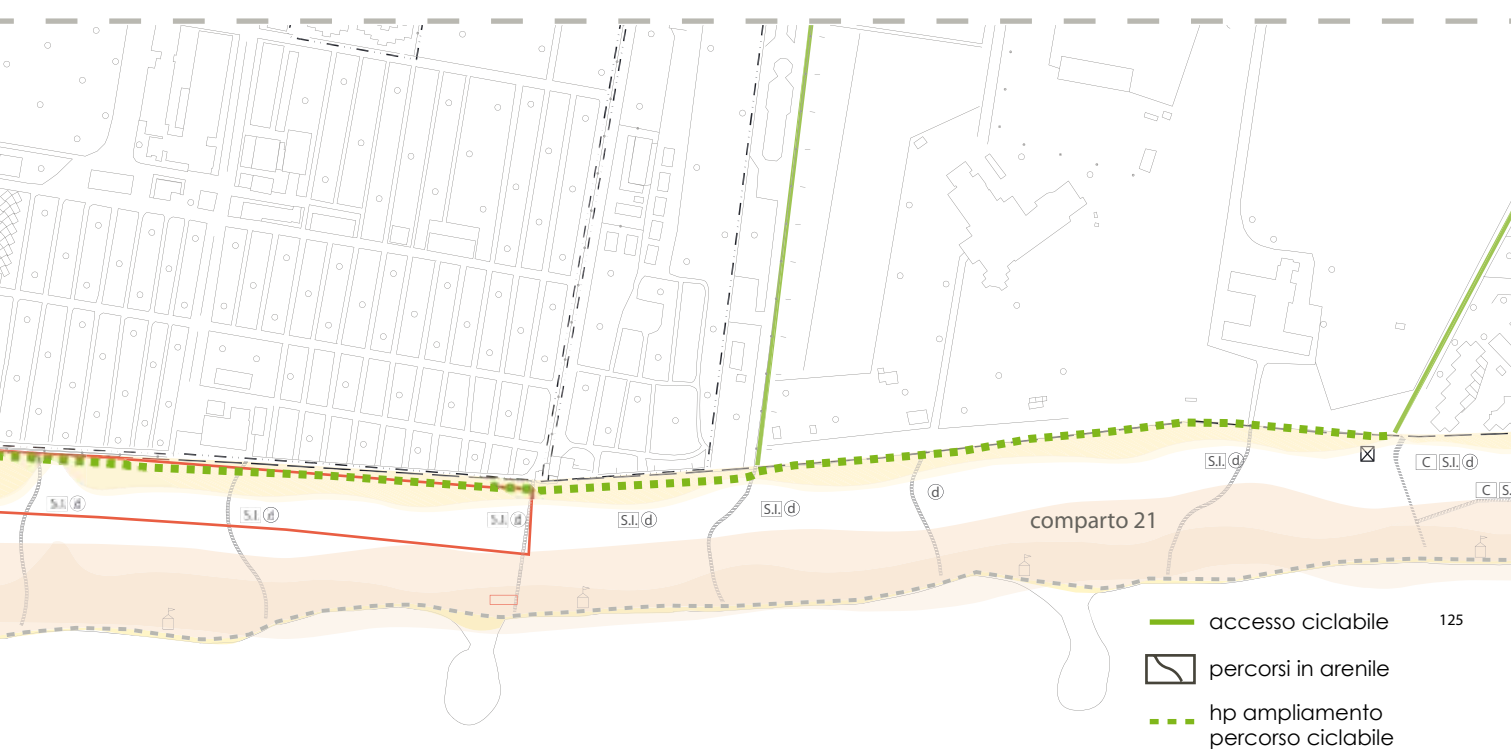 S.I. d
C S.I. d
C S.
S.I. d
S.I. d
S.I. d
S.I. d
S.I. d
d
comparto 21
accesso ciclabile
125
percorsi in arenile
hp ampliamento
percorso ciclabile